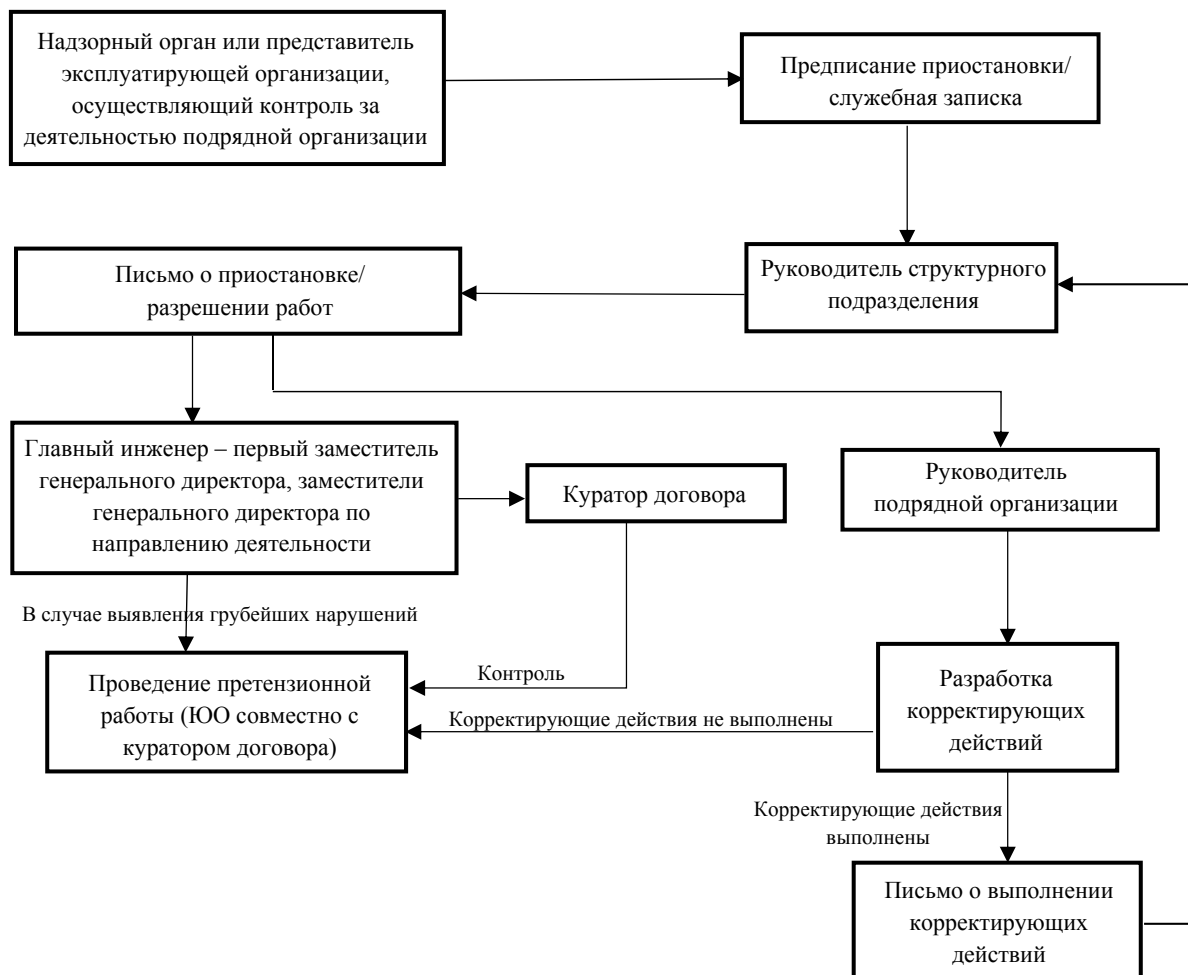 Надзорный орган или представитель
эксплуатирующей организации,
осуществляющий контроль за
деятельностью подрядной организации
Предписание приостановки/
служебная записка
Письмо о приостановке/
разрешении работ
Руководитель структурного
подразделения
Главный инженер – первый заместитель
генерального директора, заместители
генерального директора по
направлению деятельности
Куратор договора
Руководитель
подрядной организации
В случае выявления грубейших нарушений
Проведение претензионной
работы (ЮО совместно с
куратором договора)
Контроль
Корректирующие действия не выполнены
Разработка
корректирующих
действий
Корректирующие действия
выполнены
Письмо о выполнении
корректирующих
действий